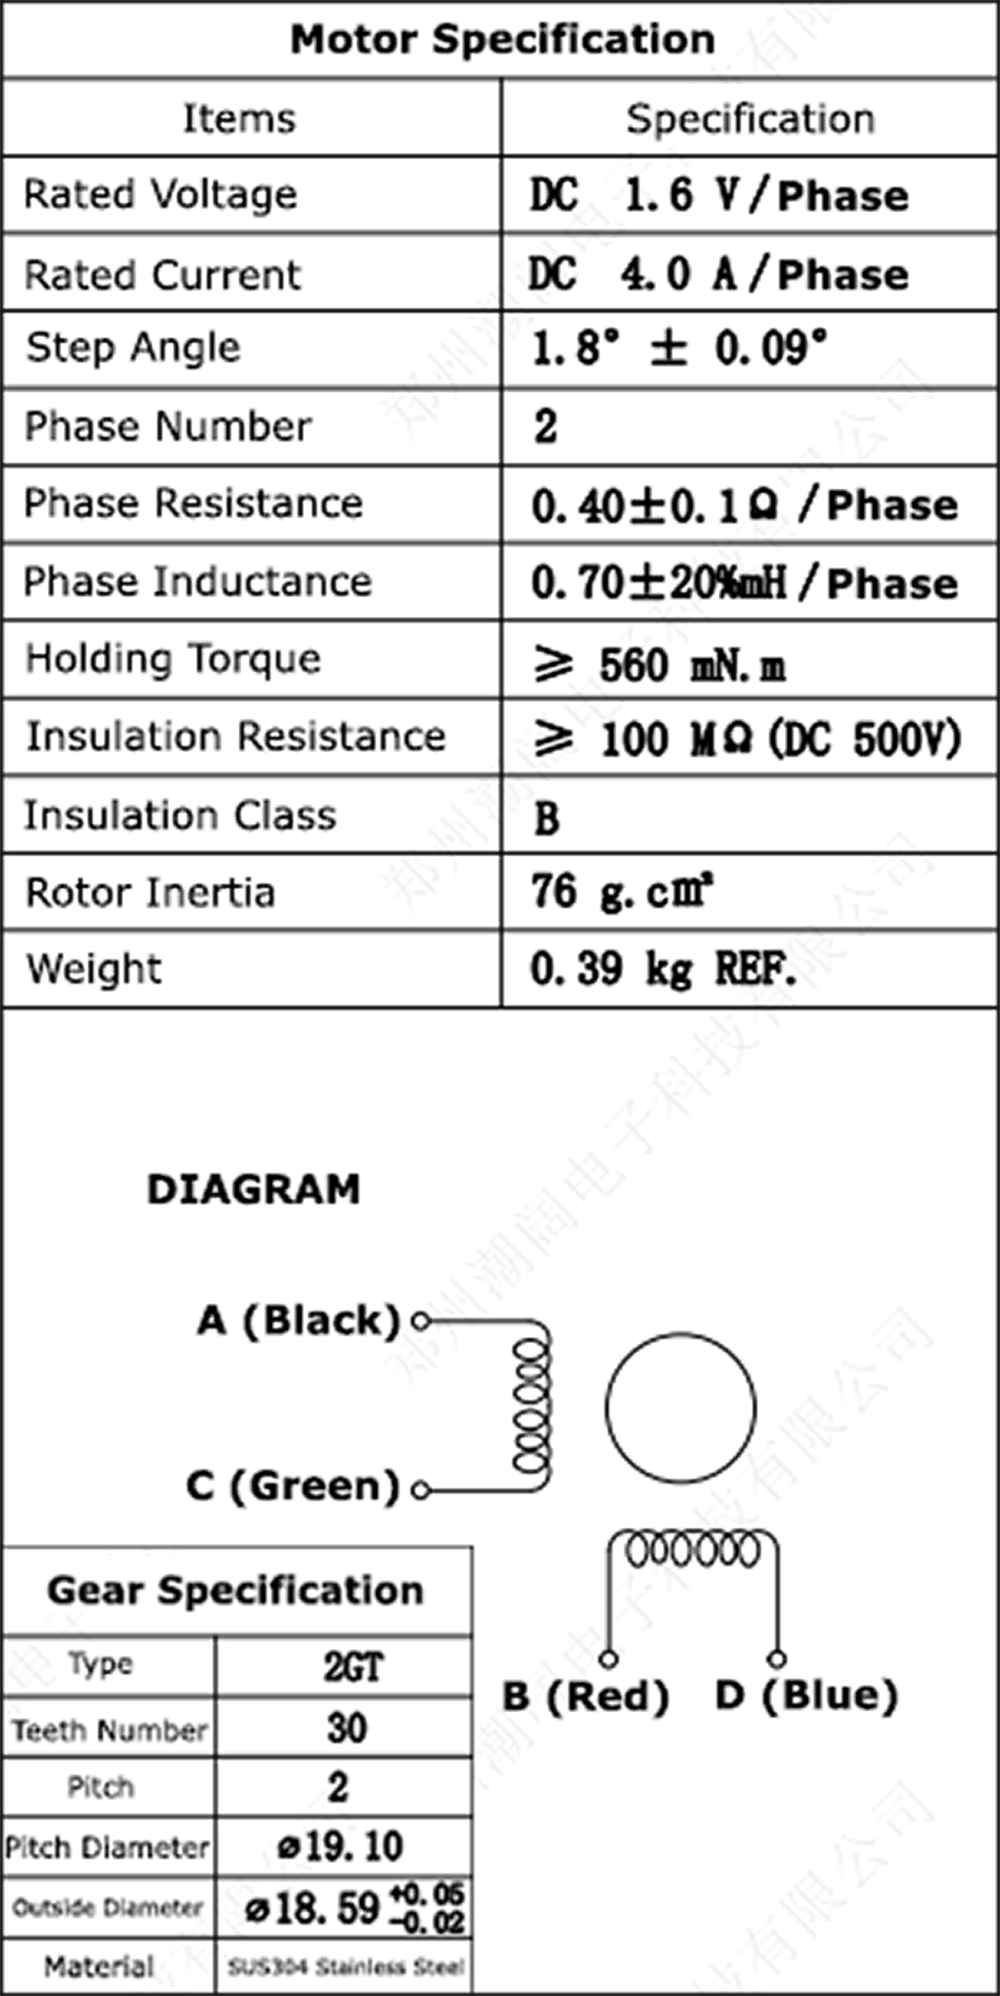 Motor Specification
Items Specification
Rated Voltage DC 1.6 V/Phase
Rated Current DC 4.0 A/Phase
Step Angle 1.8° ± 0.09°
Phase Number 2
Phase Resistance 0.40±0.1Ω /Phase
Phase Inductance 0.70±20%mH/Phase
Holding Torque ⩾ 560 mN.m
Insulation Resistance ⩾ 100 MΩ(DC 500V)
Insulation Class B
Rotor Inertia 76 g.cm²
Weight 0.39 kg REF.
DIAGRAM
A (Black)
C (Green)
B (Red) D (Blue)
Gear Specification
Type 2GT
Teeth Number 30
Pitch 2
Pitch Diameter ⌀19.10
Outside Diameter ⌀18.59 +0.05
-0.02
Material SUS304 Stainless Steel
郑州潮阔电子科技有限公司